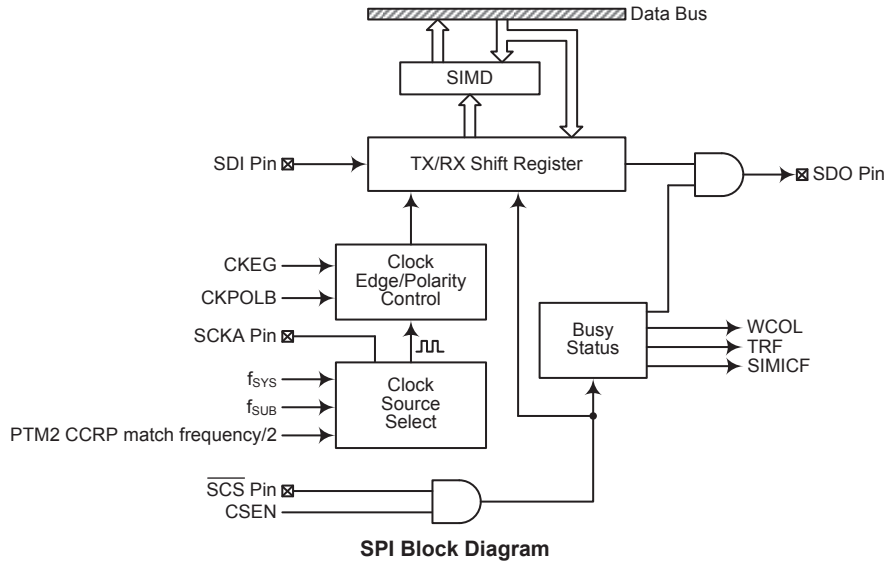 Data Bus
SIMD
SDI Pin
TX/RX Shift Register
SDO Pin
CKEG
CKPOLB
Clock
Edge/Polarity
Control
SCKA Pin
Busy
Status
WCOL
TRF
SIMICF
fSYS
fSUB
PTM2 CCRP match frequency/2
Clock
Source
Select
SCS Pin
CSEN
SPI Block Diagram